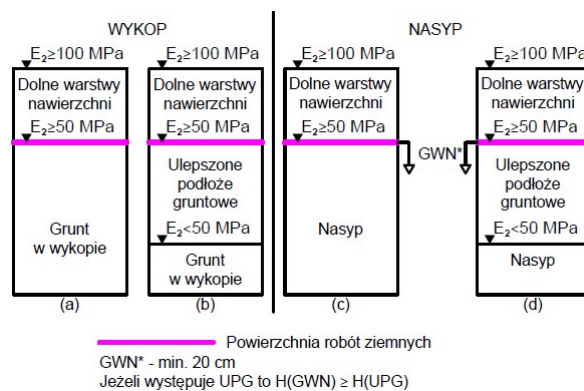 WYKOP
NASYP
E₂≥100 MPa
E₂≥100 MPa
E₂≥100 MPa
E₂≥100 MPa
Dolne warstwy
nawierzchni
Dolne warstwy
nawierzchni
Dolne warstwy
nawierzchni
Dolne warstwy
nawierzchni
E₂≥50 MPa
E₂≥50 MPa
E₂≥50 MPa
E₂≥50 MPa
GWN*
Grunt
w wykopie
Ulepszone
podłoże
gruntowe
Nasyp
Ulepszone
podłoże
gruntowe
E₂<50 MPa
E₂<50 MPa
Grunt
w wykopie
Nasyp
(a)
(b)
(c)
(d)
Powierzchnia robót ziemnych
GWN* - min. 20 cm
Jeżeli występuje UPG to H(GWN) ≥ H(UPG)